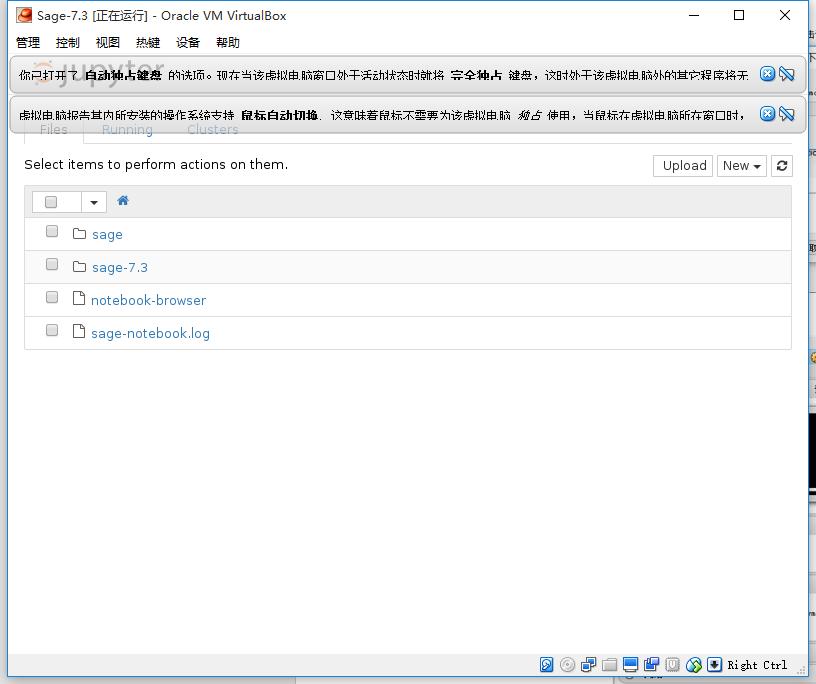 Sage-7.3 [正在运行] - Oracle VM VirtualBox
管理 控制 视图 热键 设备 帮助
jupyter
你已打开了 自动独占键盘 的选项。现在当该虚拟电脑窗口处于活动状态时就将 完全独占 键盘，这时处于该虚拟电脑外的其它程序将无
虚拟电脑报告其内所安装的操作系统支持 鼠标自动切换. 这意味着鼠标不需要为该虚拟电脑 独占 使用，当鼠标在虚拟电脑所在窗口时，
Files Running Clusters
Select items to perform actions on them.
Upload New
sage
sage-7.3
notebook-browser
sage-notebook.log
Right Ctrl